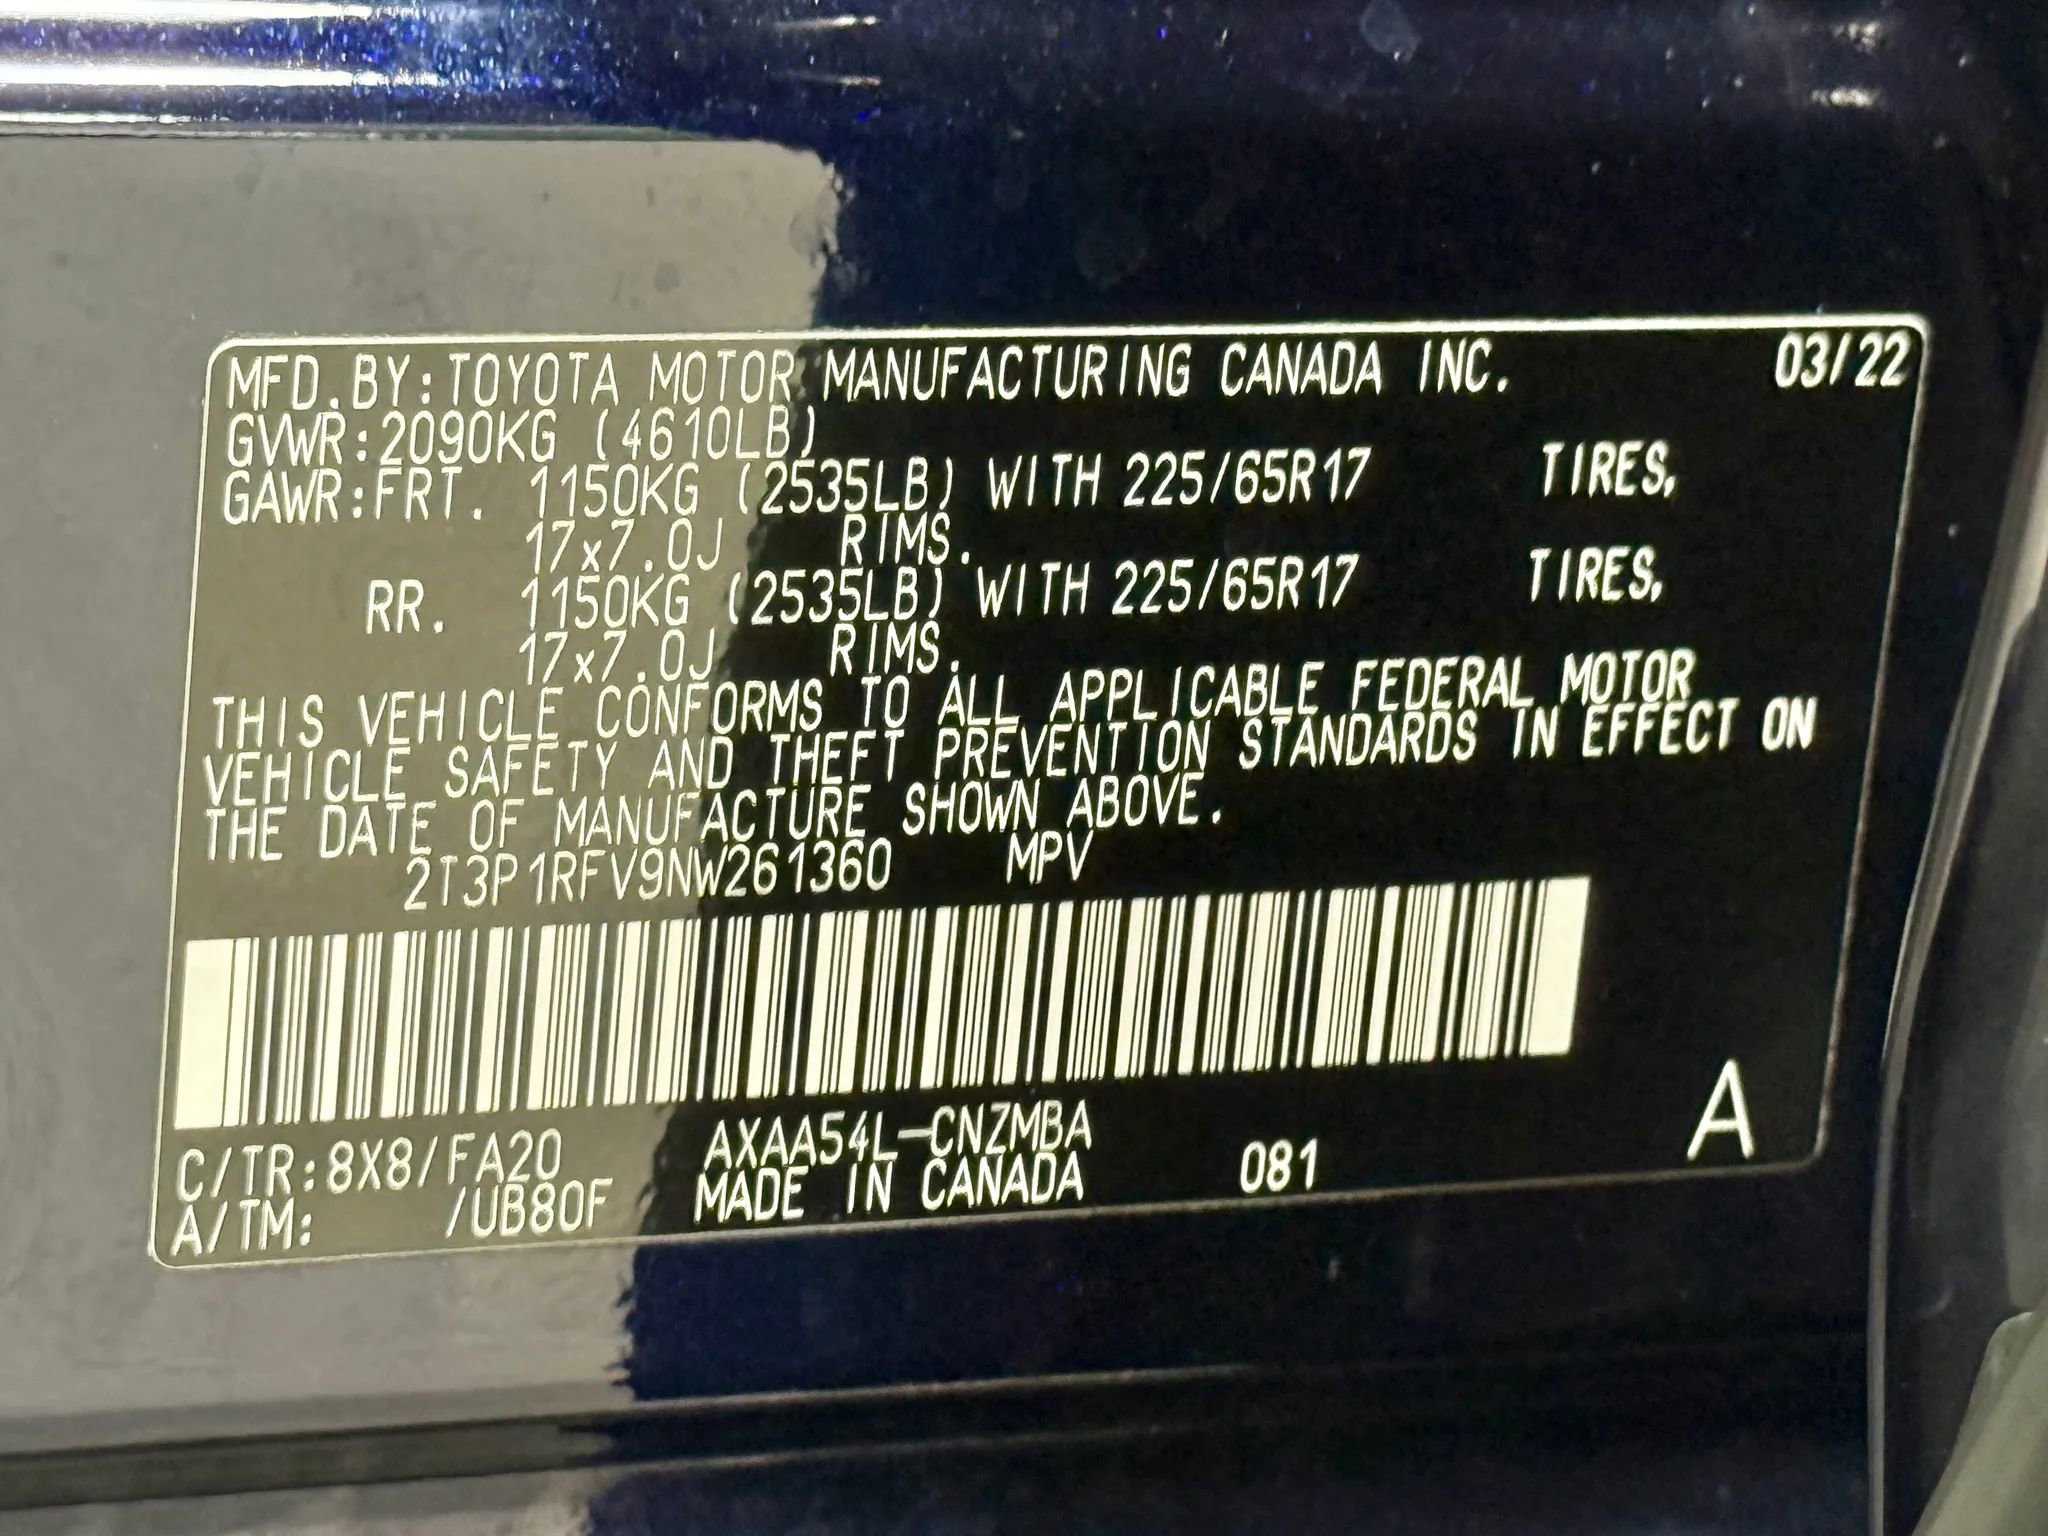 MFD.BY:TOYOTA MOTOR MANUFACTURING CANADA INC. 03/22
GVWR:2090KG (4610LB)
GAWR:FRT. 1150KG (2535LB) WITH 225/65R17 TIRES,
17x7.0J RIMS.
RR. 1150KG (2535LB) WITH 225/65R17 TIRES,
17x7.0J RIMS.
THIS VEHICLE CONFORMS TO ALL APPLICABLE FEDERAL MOTOR
VEHICLE SAFETY AND THEFT PREVENTION STANDARDS IN EFFECT ON
THE DATE OF MANUFACTURE SHOWN ABOVE.
2T3P1RFV9NW261360 MPV
C/TR:8X8/FA20 AXAA54L-CNZMBA
A/TM: /UB80F MADE IN CANADA 081 A